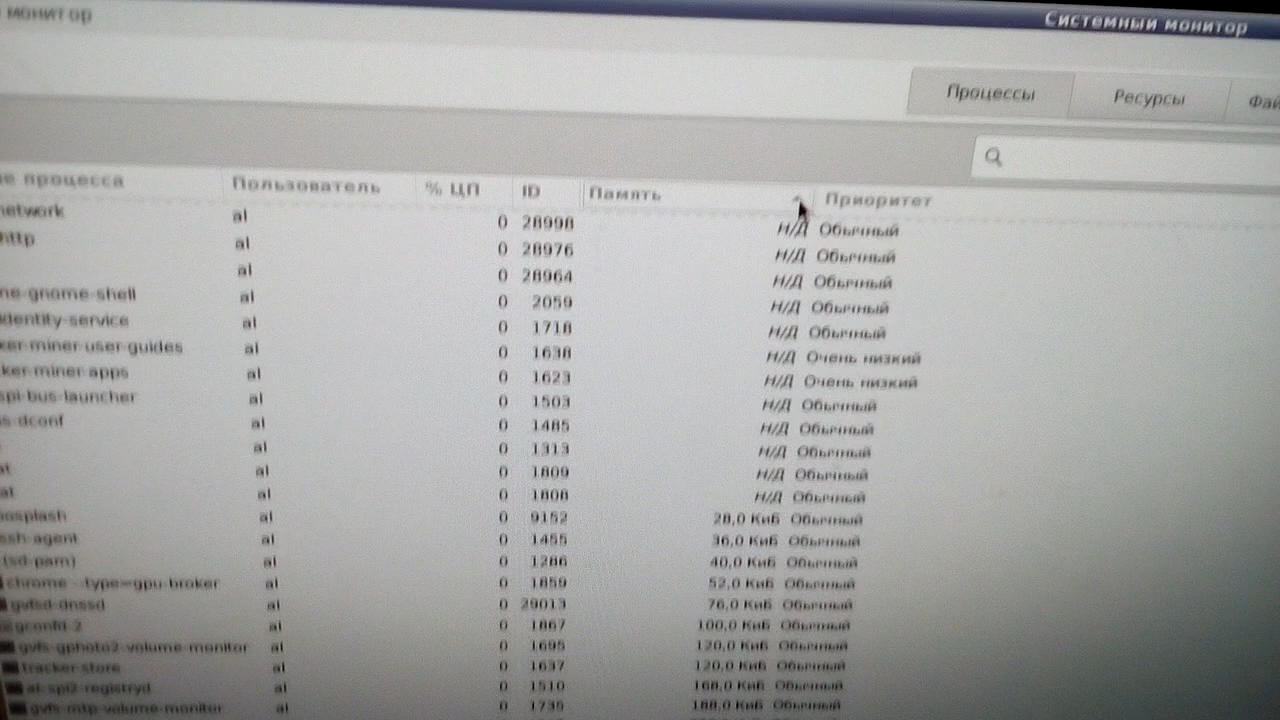 монитор
Системный монитор
Процессы Ресурсы
процесса Пользователь % ЦП ID Память Приоритет
network al 0 28998 Н/Д Обычный
http al 0 28976 Н/Д Обычный
al 0 28964 Н/Д Обычный
gnome-shell al 0 2059 Н/Д Обычный
identity-service al 0 1718 Н/Д Обычный
ker-miner-user-guides al 0 1638 Н/Д Очень низкий
ker-miner-apps al 0 1623 Н/Д Очень низкий
spi-bus-launcher al 0 1503 Н/Д Обычный
s-dconf al 0 1485 Н/Д Обычный
al 0 1313 Н/Д Обычный
at al 0 1809 Н/Д Обычный
at al 0 1808 Н/Д Обычный
oosplash al 0 9152 28,0 КиБ Обычный
ssh-agent al 0 1455 36,0 КиБ Обычный
(sd-pam) al 0 1286 40,0 КиБ Обычный
chrome --type=gpu-broker al 0 1859 52,0 КиБ Обычный
gvfsd-dnssd al 0 29013 76,0 КиБ Обычный
gconfd-2 al 0 1867 100,0 КиБ Обычный
gvfs-gphoto2-volume-monitor al 0 1695 120,0 КиБ Обычный
tracker-store al 0 1637 120,0 КиБ Обычный
at-spi2-registryd al 0 1510 168,0 КиБ Обычный
gvfs-mtp-volume-monitor al 0 1735 188,0 КиБ Обычный